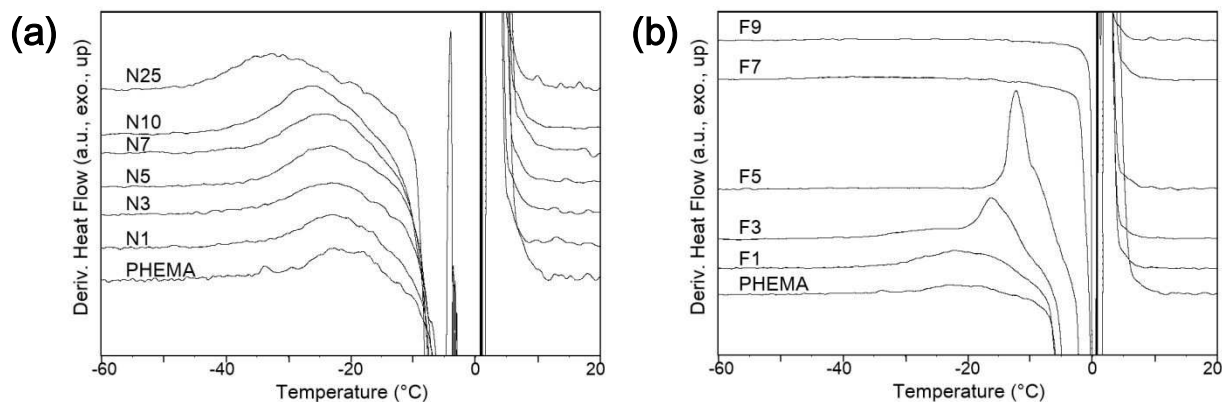 (a)
Deriv. Heat Flow (a.u., exo., up)
N25
N10
N7
N5
N3
N1
PHEMA
-60
-40
-20
0
20
Temperature (°C)
(b)
Deriv. Heat Flow (a.u., exo., up)
F9
F7
F5
F3
F1
PHEMA
-60
-40
-20
0
20
Temperature (°C)